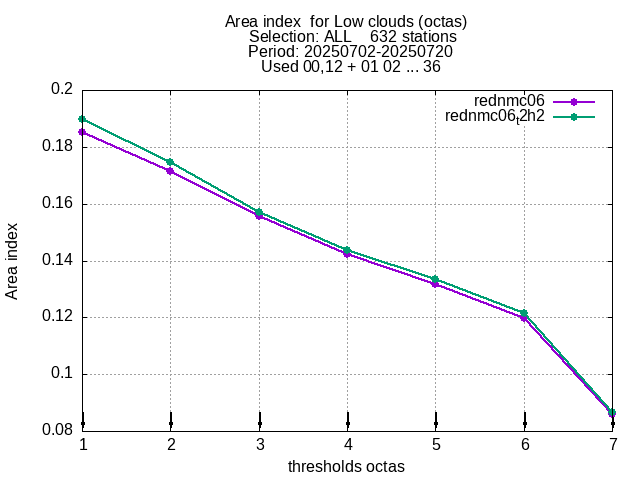 Area index  for Low clouds (octas)
Selection: ALL    632 stations
Period: 20250702-20250720
Used 00,12 + 01 02 ... 36
rednmc06
rednmc06,2h2
0.2
0.18
0.16
0.14
0.12
0.1
0.08
Area index
1 2 3 4 5 6 7
thresholds octas